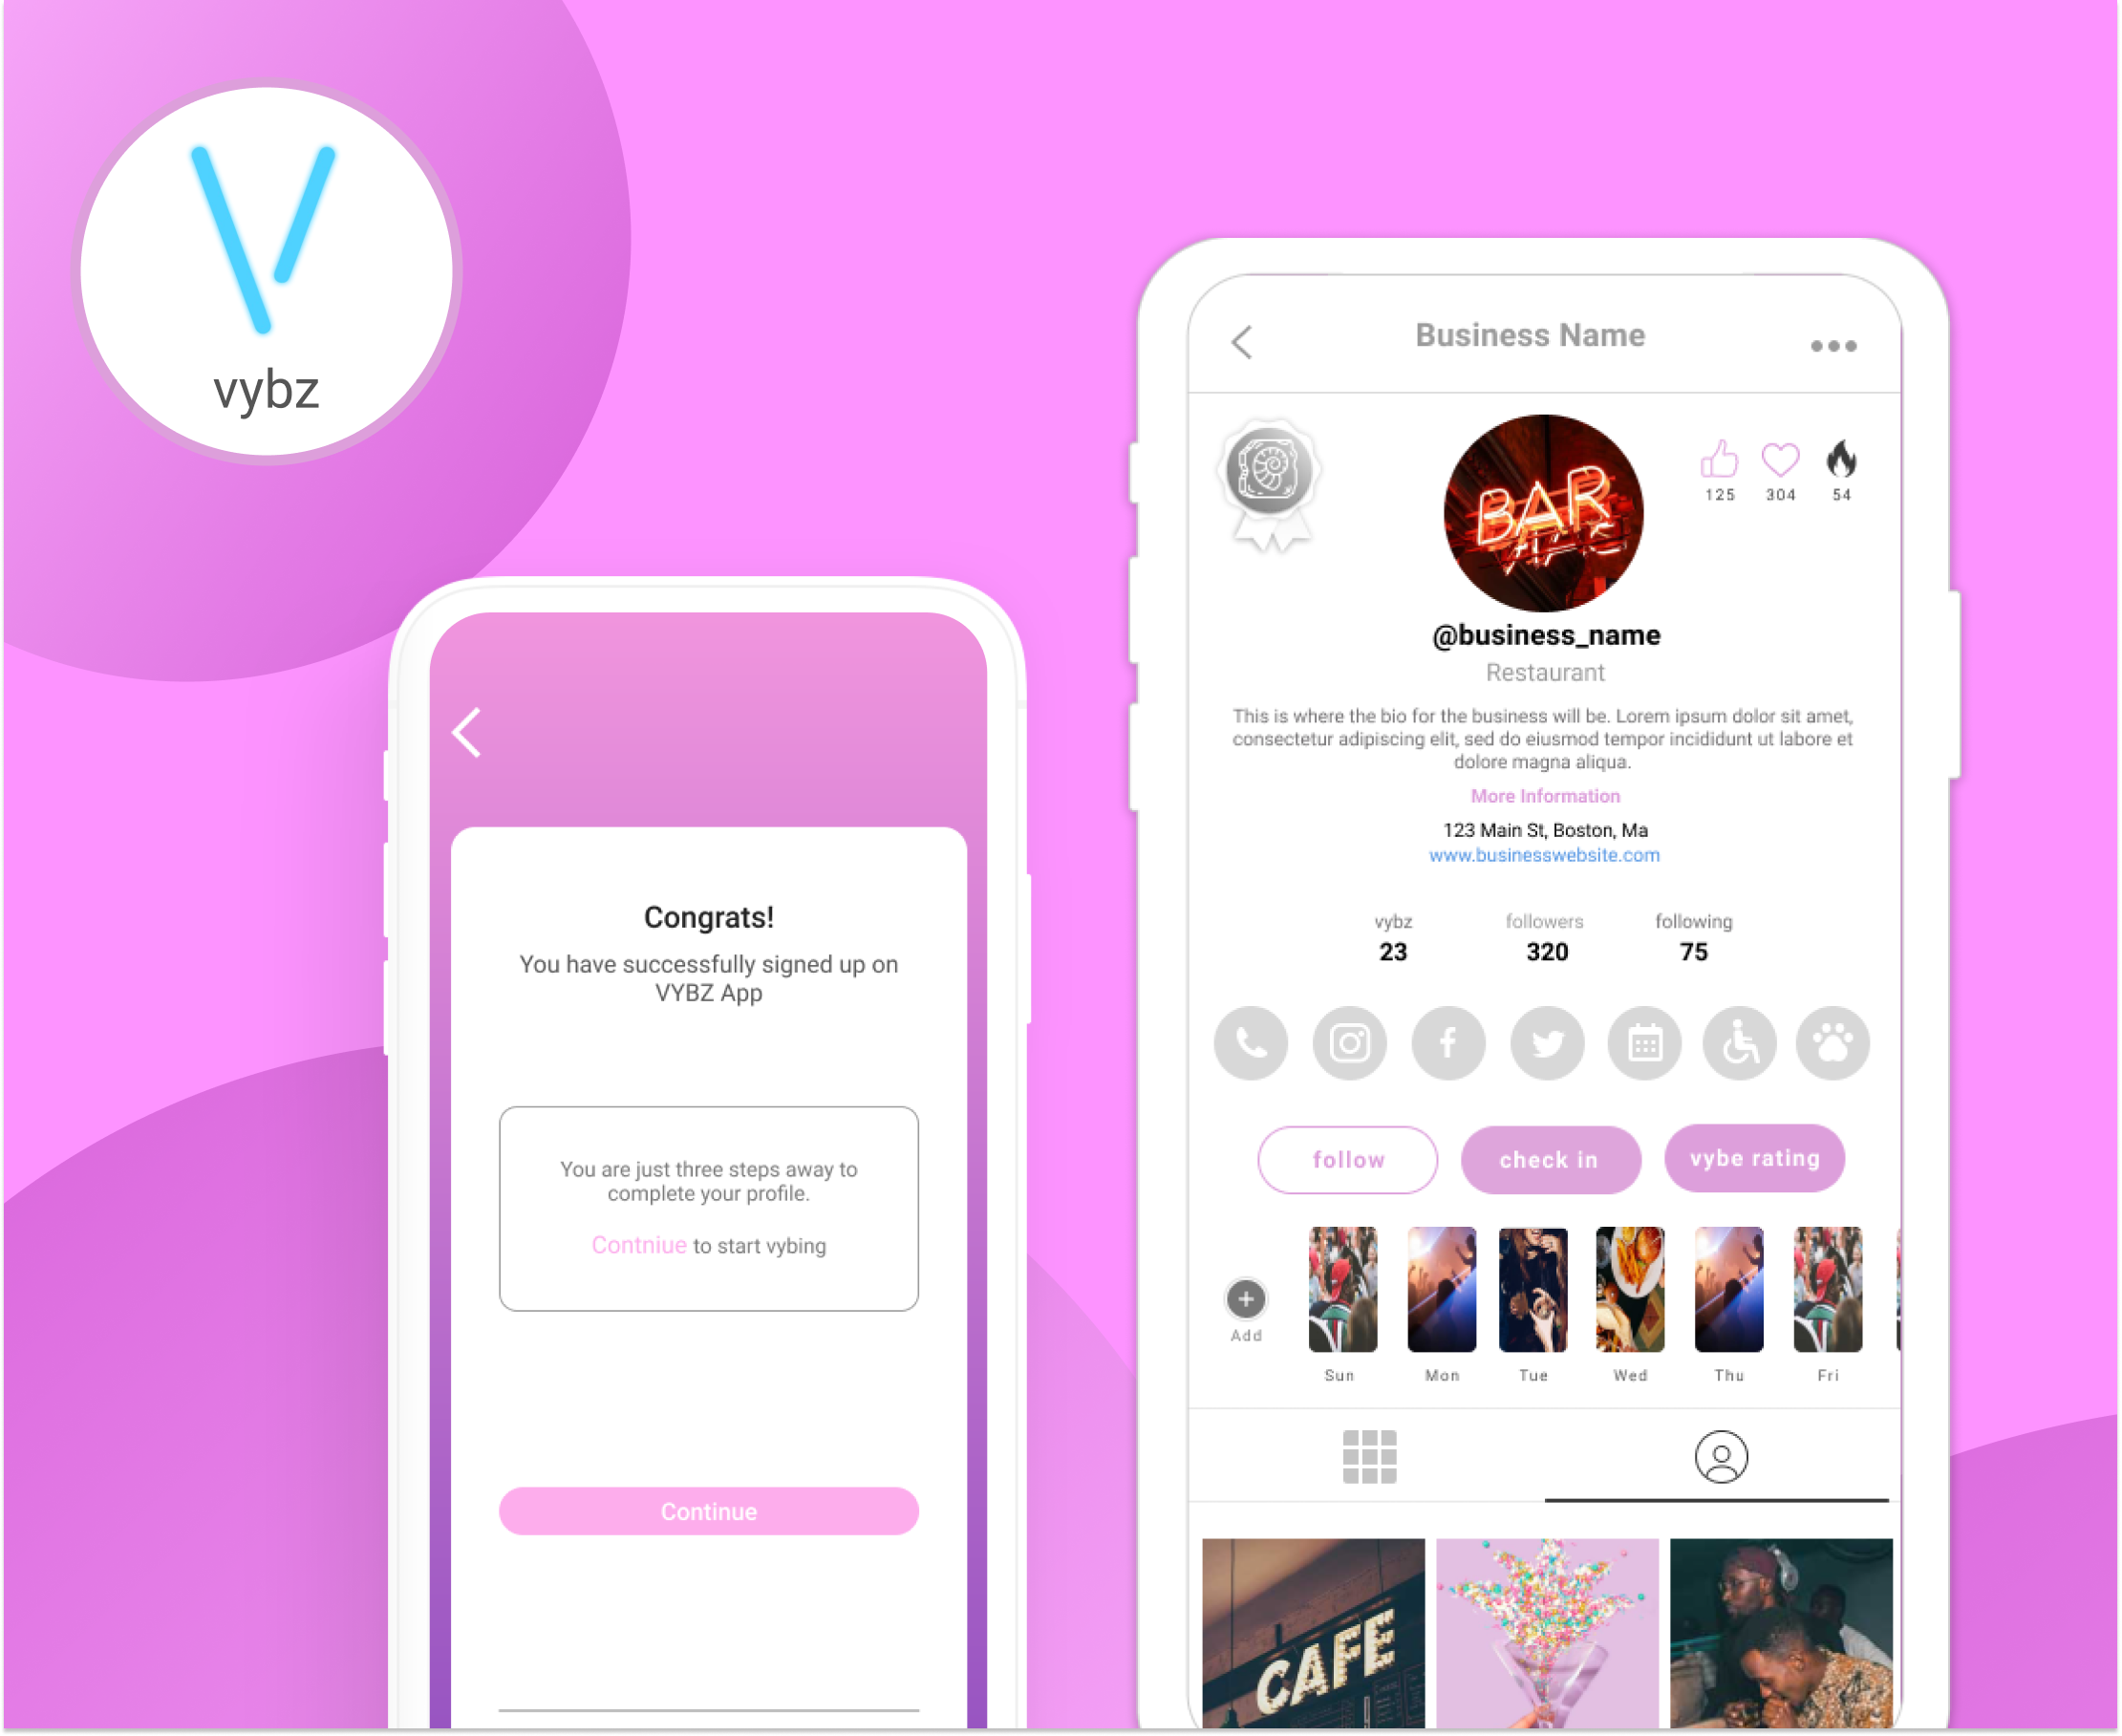 vybz
Congrats!
You have successfully signed up on
VYBZ App
You are just three steps away to
complete your profile.
Contniue to start vybing
Continue
Business Name
BAR
125 304 54
@business_name
Restaurant
This is where the bio for the business will be. Lorem ipsum dolor sit amet,
consectetur adipiscing elit, sed do eiusmod tempor incididunt ut labore et
dolore magna aliqua.
More Information
123 Main St, Boston, Ma
www.businesswebsite.com
vybz followers following
23 320 75
follow check in vybe rating
Add
Sun Mon Tue Wed Thu Fri
CAFE